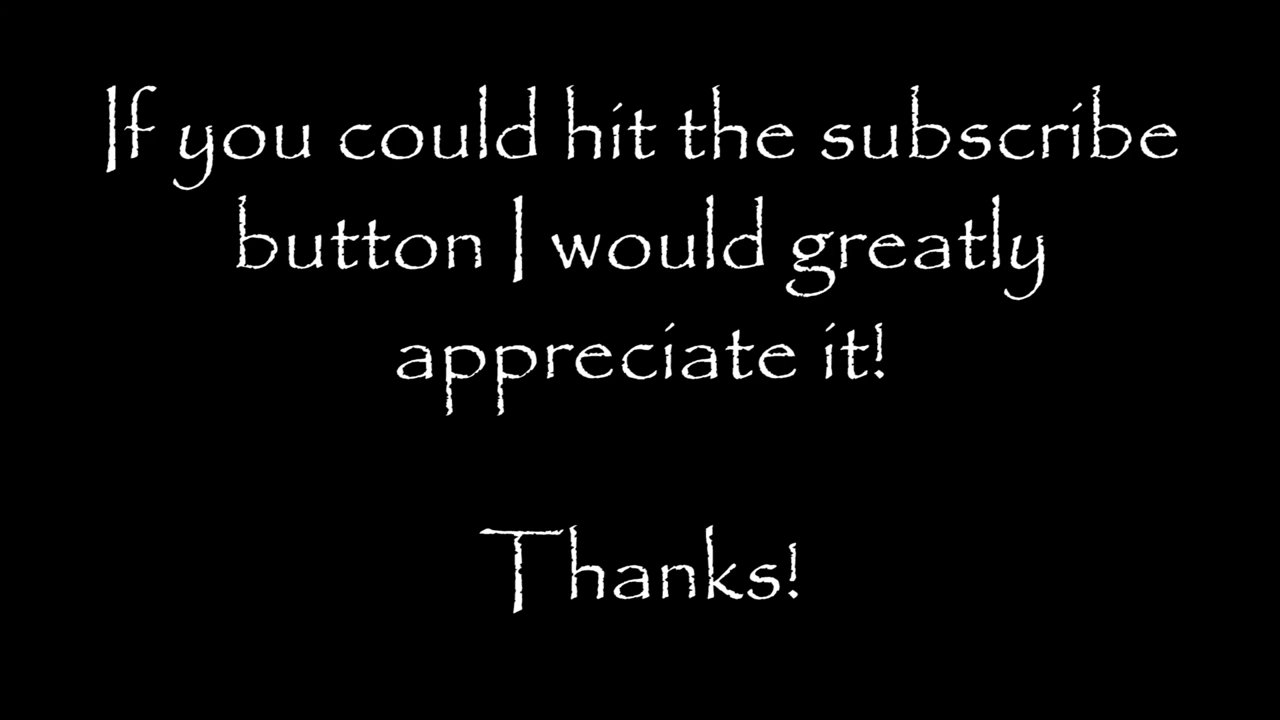 If you could hit the subscribe
button I would greatly
appreciate it!
Thanks!